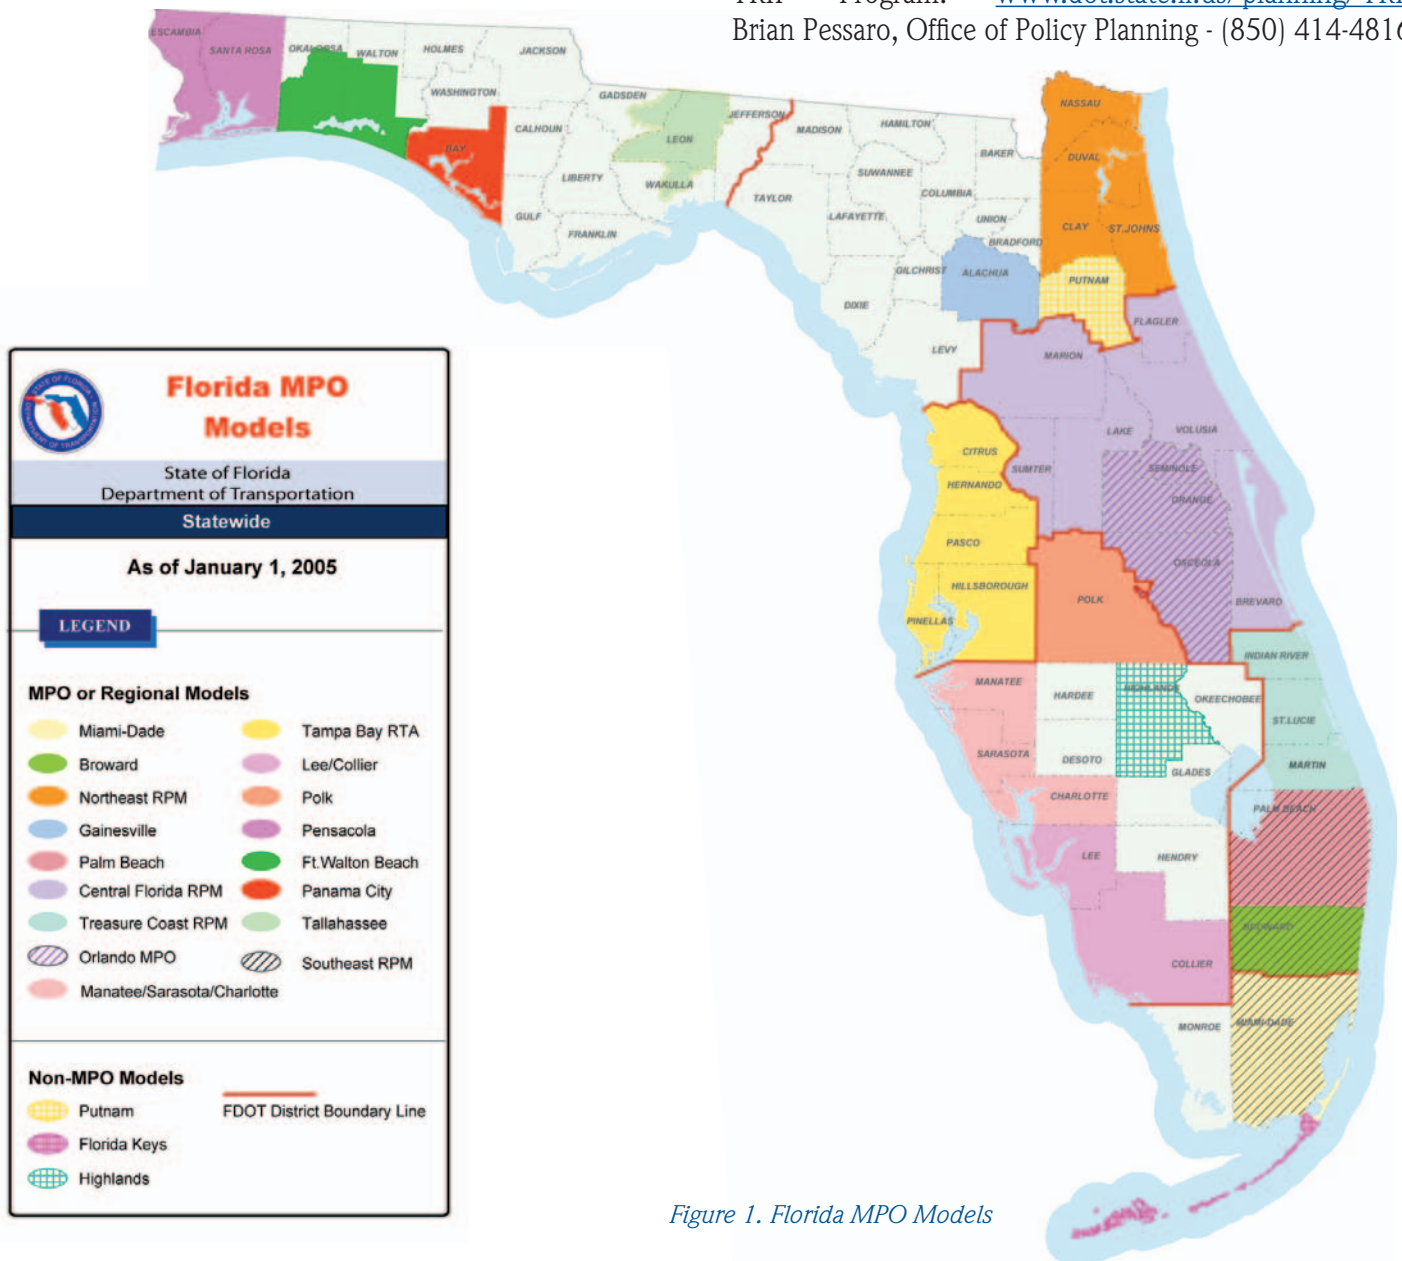 Brian Pessaro, Office of Policy Planning - (850) 414-4816
ESCAMBIA
SANTA ROSA
OKALOOSA
WALTON
HOLMES
JACKSON
WASHINGTON
BAY
CALHOUN
GADSDEN
LEON
JEFFERSON
MADISON
HAMILTON
LIBERTY
WAKULLA
GULF
FRANKLIN
TAYLOR
SUWANNEE
COLUMBIA
BAKER
NASSAU
DUVAL
LAFAYETTE
UNION
BRADFORD
CLAY
ST.JOHNS
GILCHRIST
ALACHUA
PUTNAM
DIXIE
LEVY
MARION
FLAGLER
CITRUS
SUMTER
LAKE
VOLUSIA
HERNANDO
SEMINOLE
ORANGE
PASCO
HILLSBOROUGH
PINELLAS
POLK
OSCEOLA
BREVARD
MANATEE
HARDEE
HIGHLANDS
OKEECHOBEE
INDIAN RIVER
ST.LUCIE
SARASOTA
DESOTO
GLADES
MARTIN
CHARLOTTE
PALM BEACH
LEE
HENDRY
BROWARD
COLLIER
MONROE
MIAMI-DADE
Florida MPO
Models
State of Florida
Department of Transportation
Statewide
As of January 1, 2005
LEGEND
MPO or Regional Models
Miami-Dade
Tampa Bay RTA
Broward
Lee/Collier
Northeast RPM
Polk
Gainesville
Pensacola
Palm Beach
Ft.Walton Beach
Central Florida RPM
Panama City
Treasure Coast RPM
Tallahassee
Orlando MPO
Southeast RPM
Manatee/Sarasota/Charlotte
Non-MPO Models
Putnam
FDOT District Boundary Line
Florida Keys
Highlands
Figure 1. Florida MPO Models